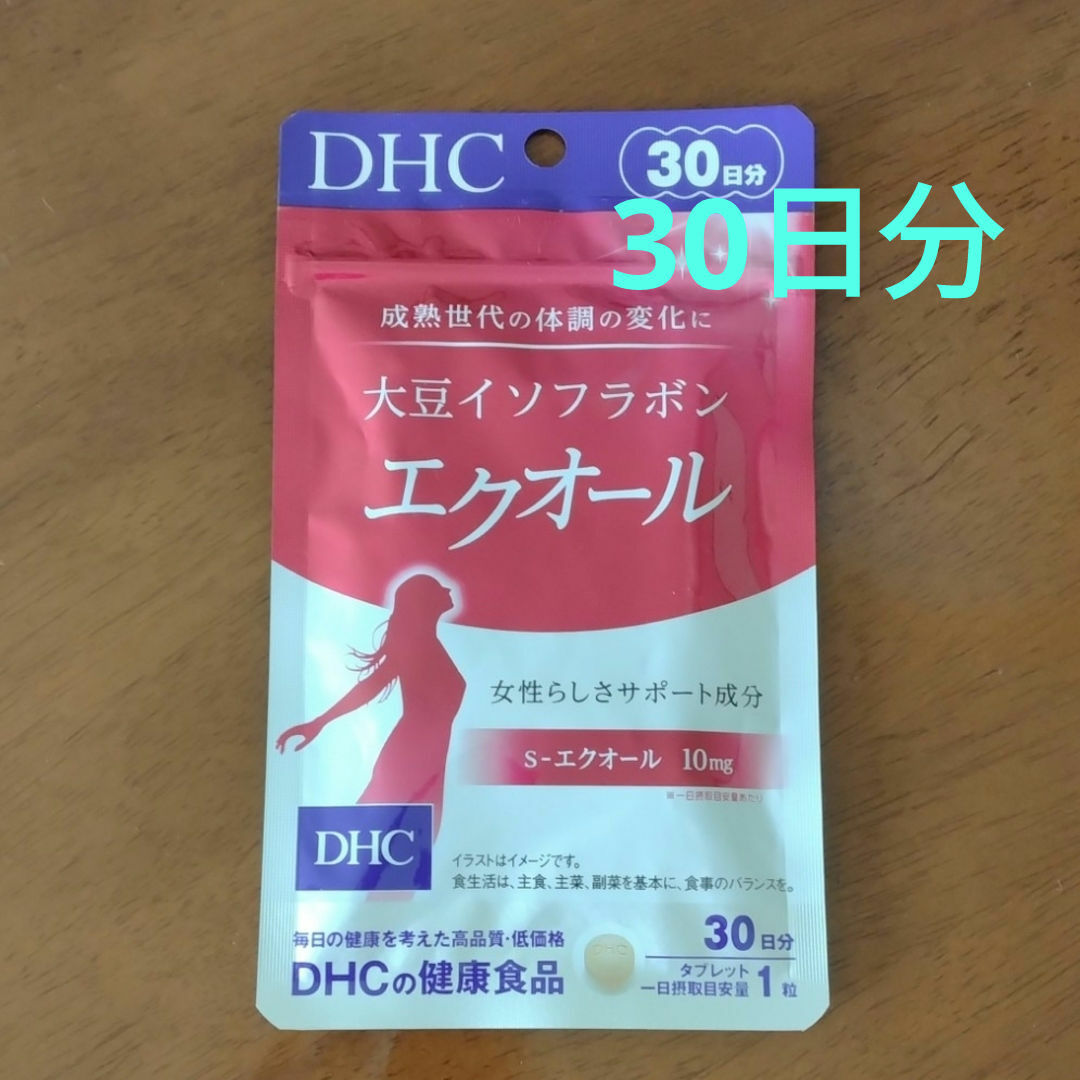 DHC
30日分
30日分
成熟世代の体調の変化に
大豆イソフラボン
エクオール
女性らしさサポート成分
S-エクオール 10mg
※一日摂取目安量あたり
DHC
イラストはイメージです。
食生活は、主食、主菜、副菜を基本に、食事のバランスを。
毎日の健康を考えた高品質・低価格
DHCの健康食品
DHC
30日分
タブレット
一日摂取目安量 1粒